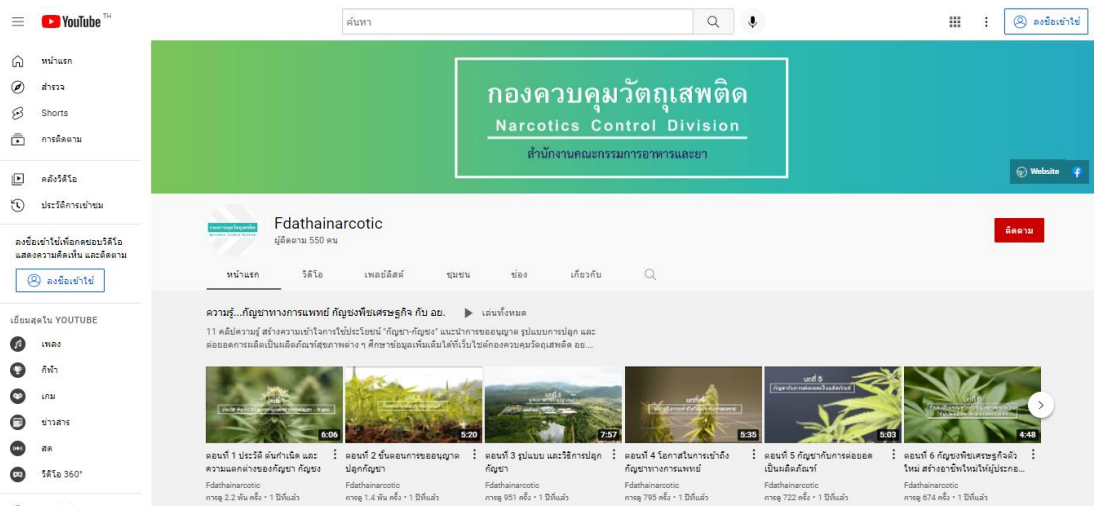 YouTube TH
ค้นหา
ลงชื่อเข้าใช้
หน้าแรก
สำรวจ
Shorts
การติดตาม
คลังวิดีโอ
ประวัติการเข้าชม
ลงชื่อเข้าใช้เพื่อกดชอบวิดีโอ
แสดงความคิดเห็น และติดตาม
ลงชื่อเข้าใช้
เยี่ยมสุดใน YOUTUBE
เพลง
กีฬา
เกม
ข่าวสาร
สด
วิดีโอ 360°
กองควบคุมวัตถุเสพติด
Narcotics Control Division
สำนักงานคณะกรรมการอาหารและยา
Website
Fdathainarcotic
ผู้ติดตาม 550 คน
ติดตาม
หน้าแรก วิดีโอ เพลย์ลิสต์ ชุมชน ช่อง เกี่ยวกับ
ความรู้...กัญชาทางการแพทย์ กัญชงพืชเศรษฐกิจ กับ อย. เล่นทั้งหมด
11 คลิปความรู้ สร้างความเข้าใจการใช้ประโยชน์ "กัญชา-กัญชง" แนะนำการขออนุญาต รูปแบบการปลูก และ
ต่อยอดการผลิตเป็นผลิตภัณฑ์สุขภาพต่าง ๆ ศึกษาข้อมูลเพิ่มเติมได้ที่เว็บไซต์กองควบคุมวัตถุเสพติด อย....
6:06
ตอนที่ 1 ประวัติ ต้นกำเนิด และ
ความแตกต่างของกัญชา กัญชง
Fdathainarcotic
การดู 2.2 พัน ครั้ง • 1 ปีที่แล้ว
5:20
ตอนที่ 2 ขั้นตอนการขออนุญาต
ปลูกกัญชา
Fdathainarcotic
การดู 1.4 พัน ครั้ง • 1 ปีที่แล้ว
7:57
ตอนที่ 3 รูปแบบ และวิธีการปลูก
กัญชา
Fdathainarcotic
การดู 951 ครั้ง • 1 ปีที่แล้ว
5:35
ตอนที่ 4 โอกาสในการเข้าถึง
กัญชาทางการแพทย์
Fdathainarcotic
การดู 795 ครั้ง • 1 ปีที่แล้ว
บทที่ 5
กัญชากับการต่อยอดเป็นผลิตภัณฑ์
5:03
ตอนที่ 5 กัญชากับการต่อยอด
เป็นผลิตภัณฑ์
Fdathainarcotic
การดู 722 ครั้ง • 1 ปีที่แล้ว
บทที่ 6
4:48
ตอนที่ 6 กัญชงพืชเศรษฐกิจตัว
ใหม่ สร้างอาชีพใหม่ให้ผู้ประกอ...
Fdathainarcotic
การดู 674 ครั้ง • 1 ปีที่แล้ว